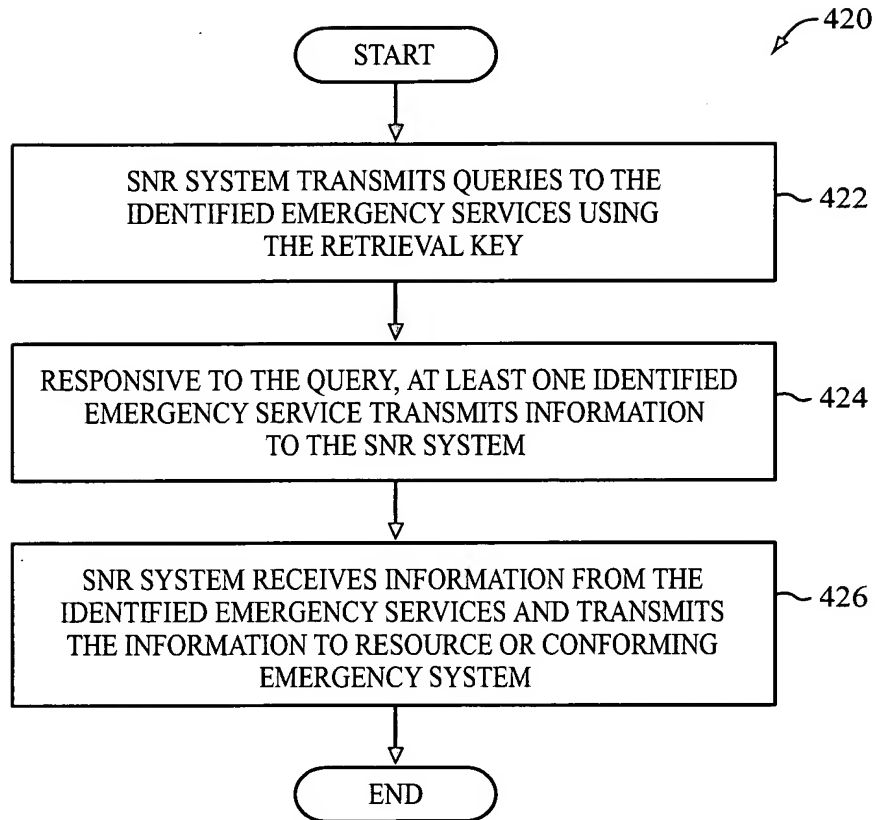 420
START
SNR SYSTEM TRANSMITS QUERIES TO THE
IDENTIFIED EMERGENCY SERVICES USING
THE RETRIEVAL KEY
422
RESPONSIVE TO THE QUERY, AT LEAST ONE IDENTIFIED
EMERGENCY SERVICE TRANSMITS INFORMATION
TO THE SNR SYSTEM
424
SNR SYSTEM RECEIVES INFORMATION FROM THE
IDENTIFIED EMERGENCY SERVICES AND TRANSMITS
THE INFORMATION TO RESOURCE OR CONFORMING
EMERGENCY SYSTEM
426
END